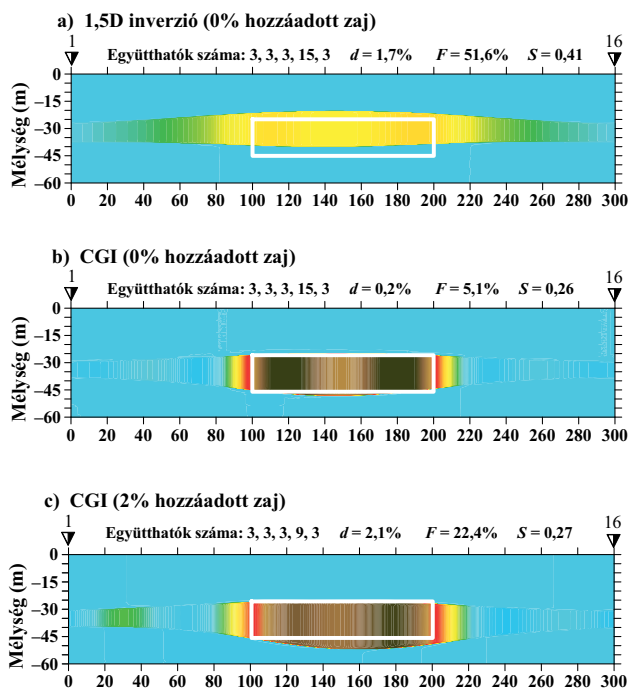 a) 1,5D inverzió (0% hozzáadott zaj)
1 16
Együtthatók száma: 3, 3, 3, 15, 3 d = 1,7% F = 51,6% S = 0,41
Mélység (m)
0
–15
–30
–45
–60
0 20 40 60 80 100 120 140 160 180 200 220 240 260 280 300
b) CGI (0% hozzáadott zaj)
1 16
Együtthatók száma: 3, 3, 3, 15, 3 d = 0,2% F = 5,1% S = 0,26
Mélység (m)
0
–15
–30
–45
–60
0 20 40 60 80 100 120 140 160 180 200 220 240 260 280 300
c) CGI (2% hozzáadott zaj)
1 16
Együtthatók száma: 3, 3, 3, 9, 3 d = 2,1% F = 22,4% S = 0,27
Mélység (m)
0
–15
–30
–45
–60
0 20 40 60 80 100 120 140 160 180 200 220 240 260 280 300